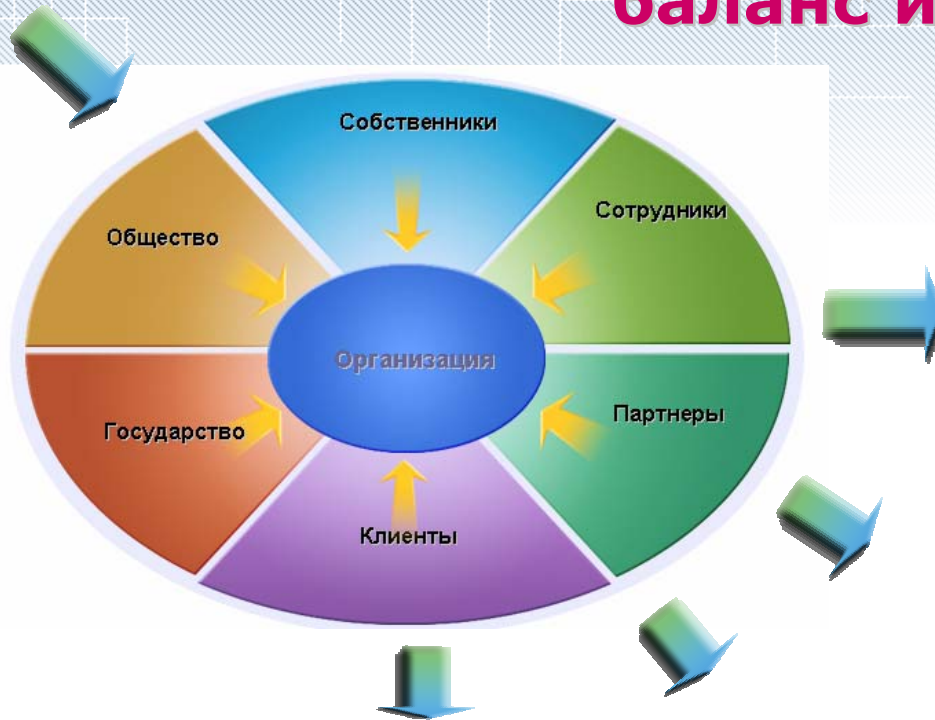 баланс и
Собственники
Сотрудники
Общество
Организация
Партнеры
Государство
Клиенты